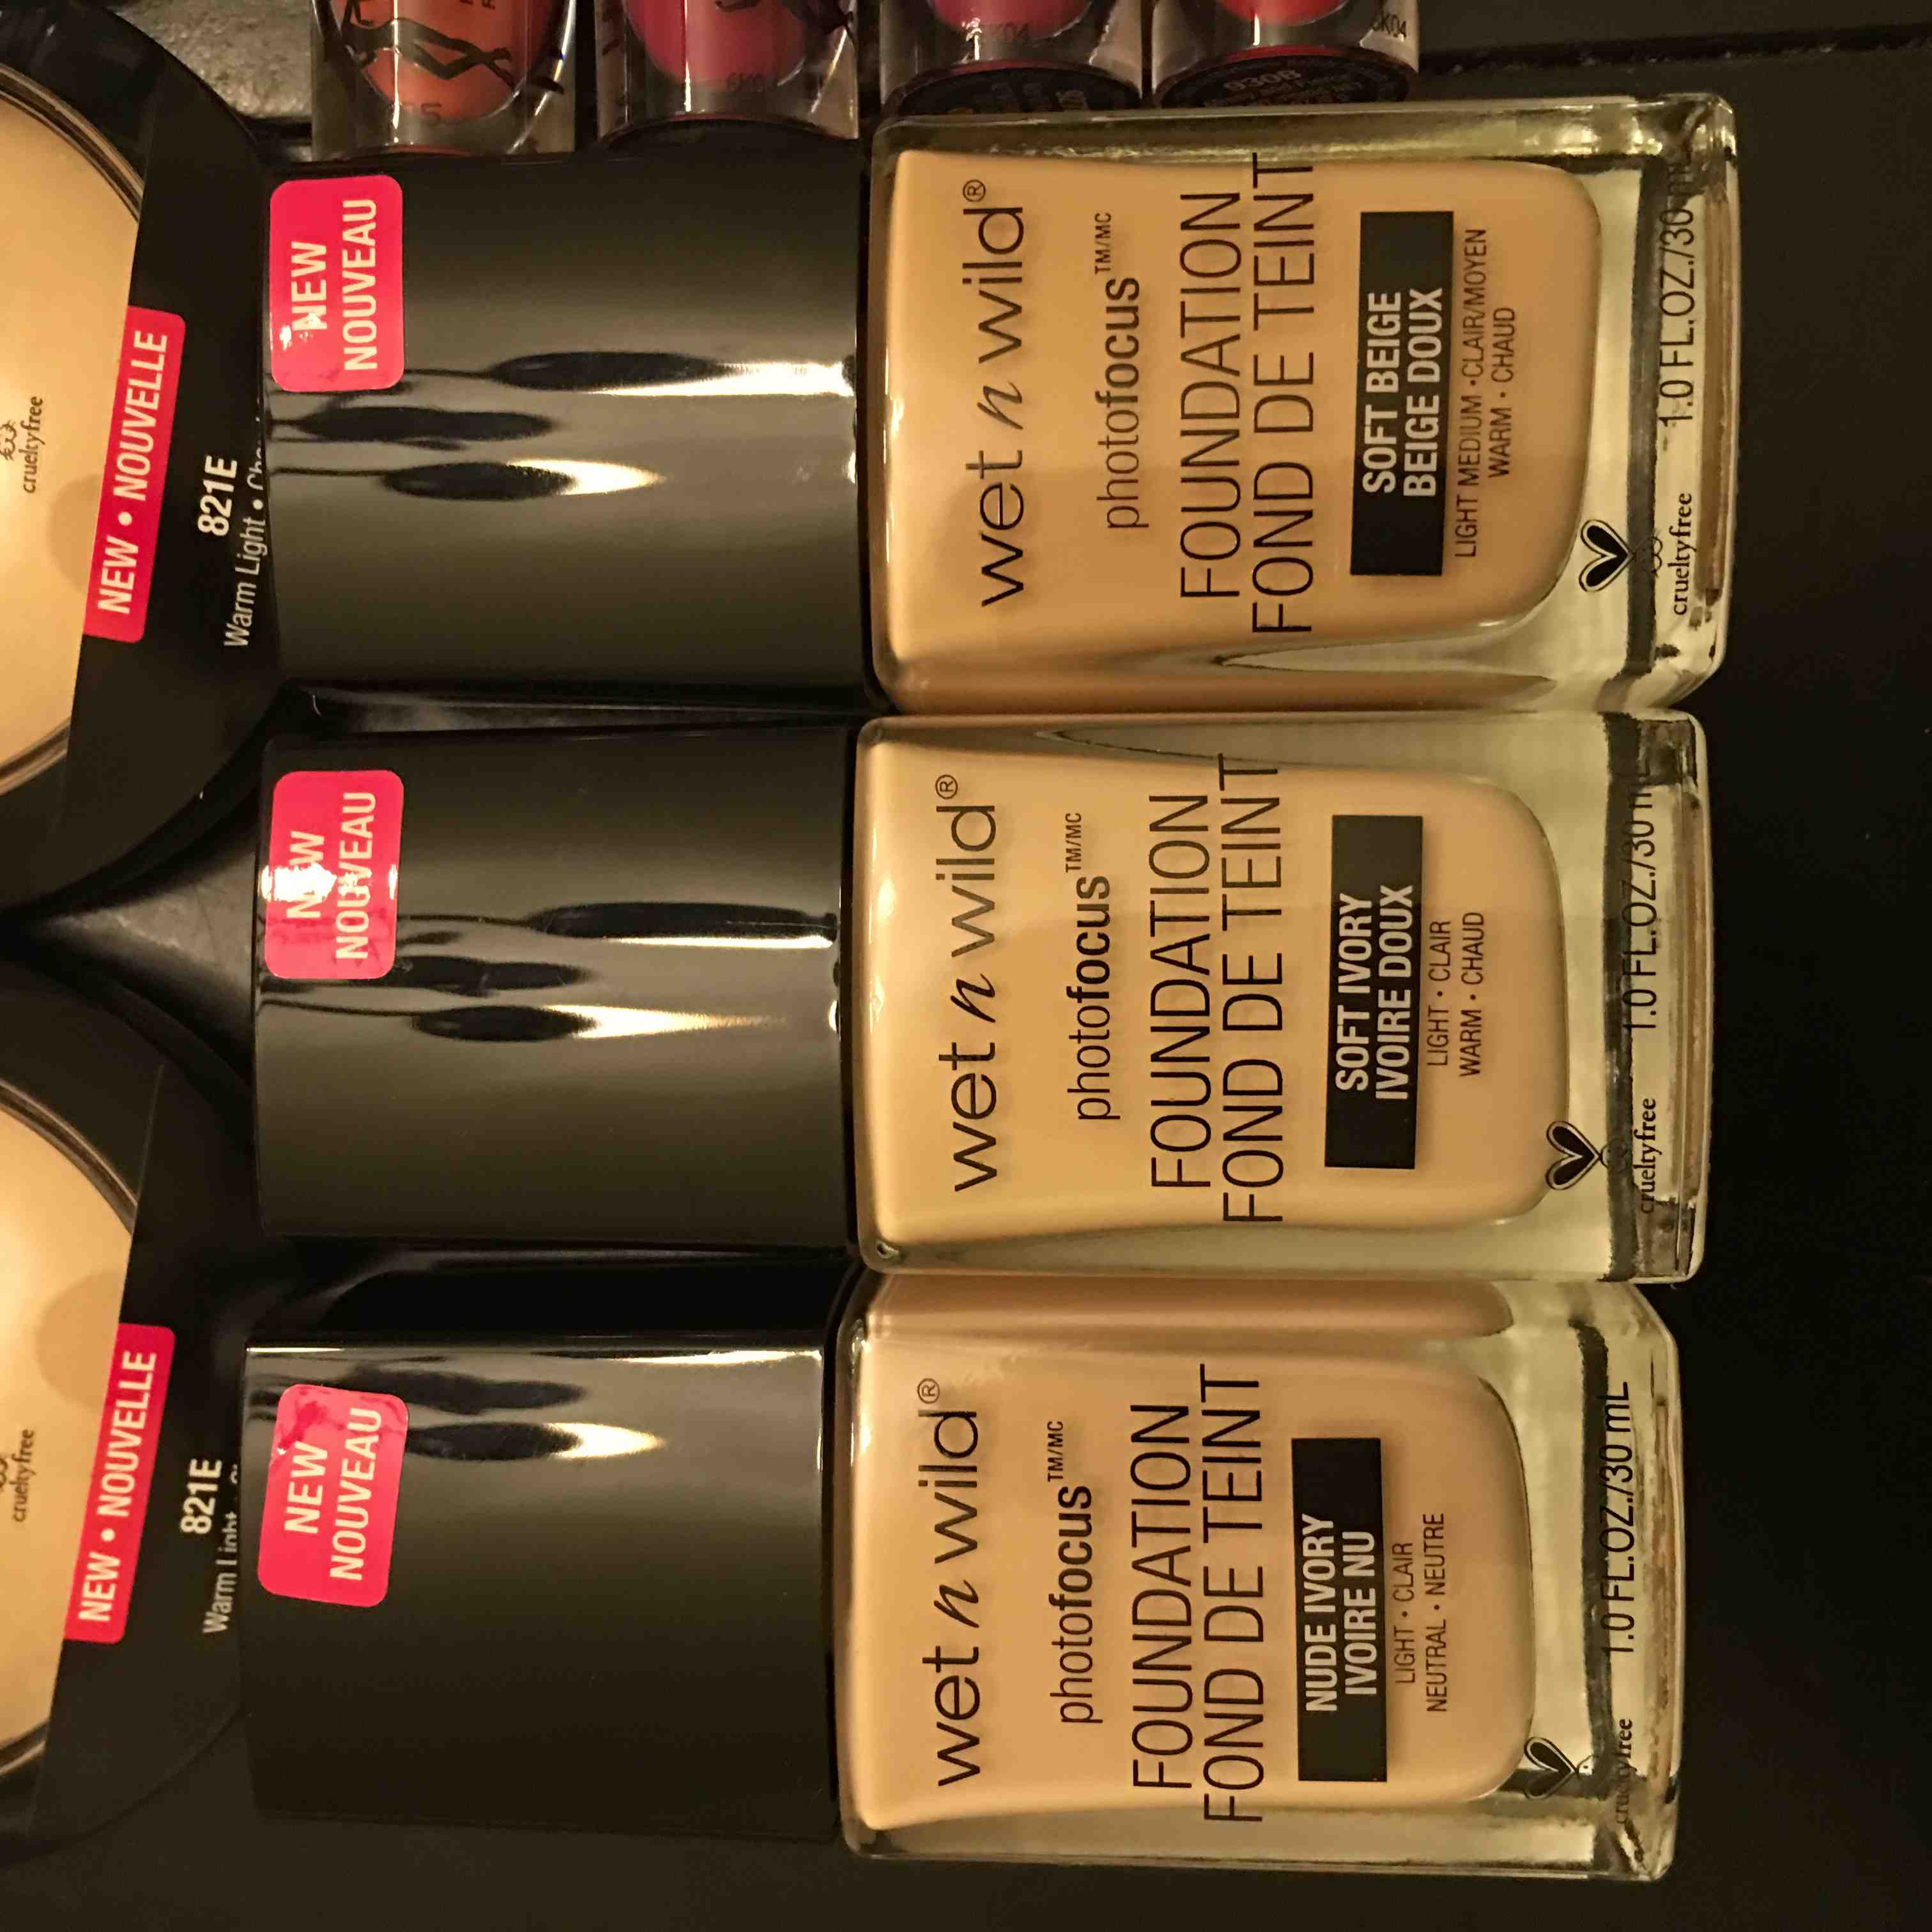 NEW
NOUVEAU
wet n wild®
photofocus™/MC
FOUNDATION
FOND DE TEINT
NUDE IVORY
IVOIRE NU
LIGHT • CLAIR
NEUTRAL • NEUTRE
crueltyfree
1.0 FL.OZ./30 mL
NEW
NOUVEAU
wet n wild®
photofocus™/MC
FOUNDATION
FOND DE TEINT
SOFT IVORY
IVOIRE DOUX
LIGHT • CLAIR
WARM • CHAUD
crueltyfree
1.0 FL.OZ./30 mL
NEW
NOUVEAU
wet n wild®
photofocus™/MC
FOUNDATION
FOND DE TEINT
SOFT BEIGE
BEIGE DOUX
LIGHT MEDIUM • CLAIR/MOYEN
WARM • CHAUD
crueltyfree
1.0 FL.OZ./30
crueltyfree
NEW • NOUVELLE
821E
Warm Light
crueltyfree
NEW • NOUVELLE
821E
Warm Light •